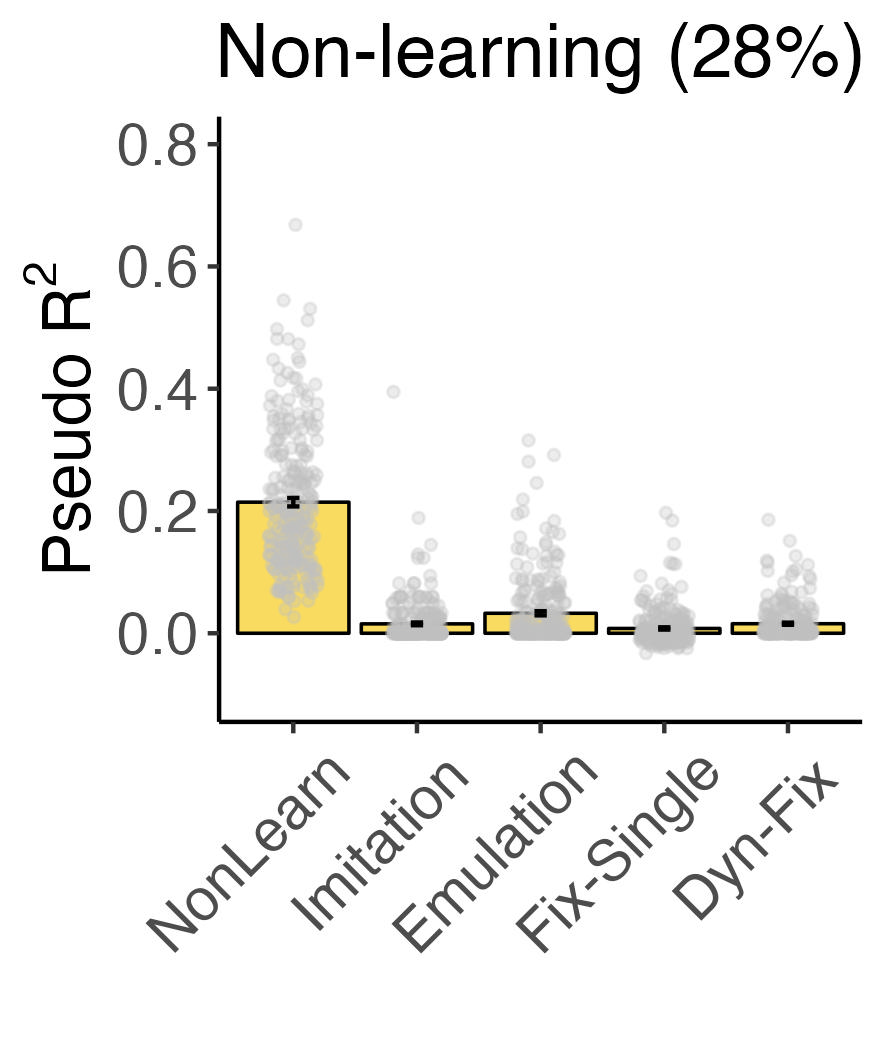 Non-learning (28%)
Pseudo R²
0.8
0.6
0.4
0.2
0.0
NonLearn
Imitation
Emulation
Fix-Single
Dyn-Fix